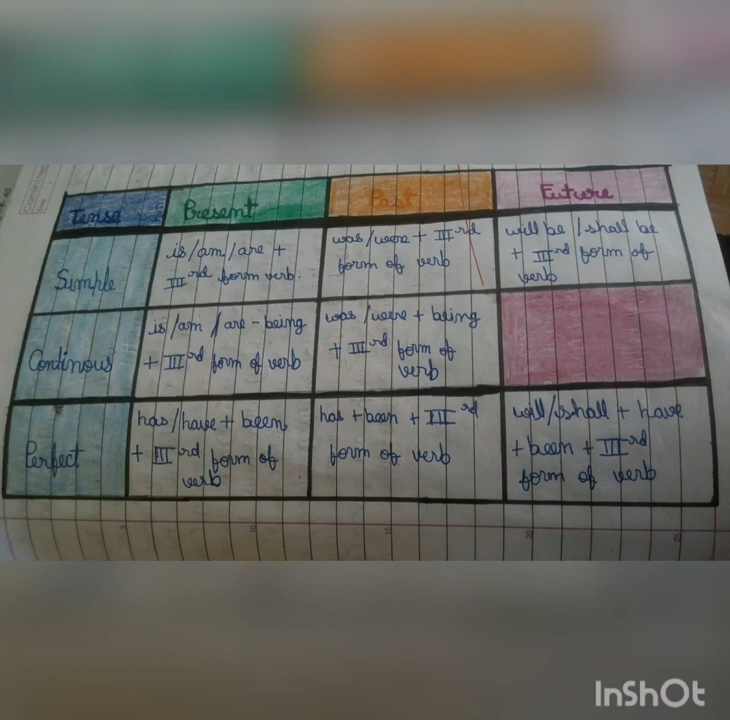 Tense
Present
Past
Future
Simple
is/am/are +
IIIrd form verb.
was/were + IIIrd
form of verb
will be/shall be
+ IIIrd form of
verb
Continous
is/am/are-being
+ IIIrd form of verb
was/were + being
+ IIIrd form of
verb
Perfect
has/have + been
+ IIIrd form of
verb
has + been + IIIrd
form of verb
will/shall + have
+ been + IIIrd
form of verb
InShOt